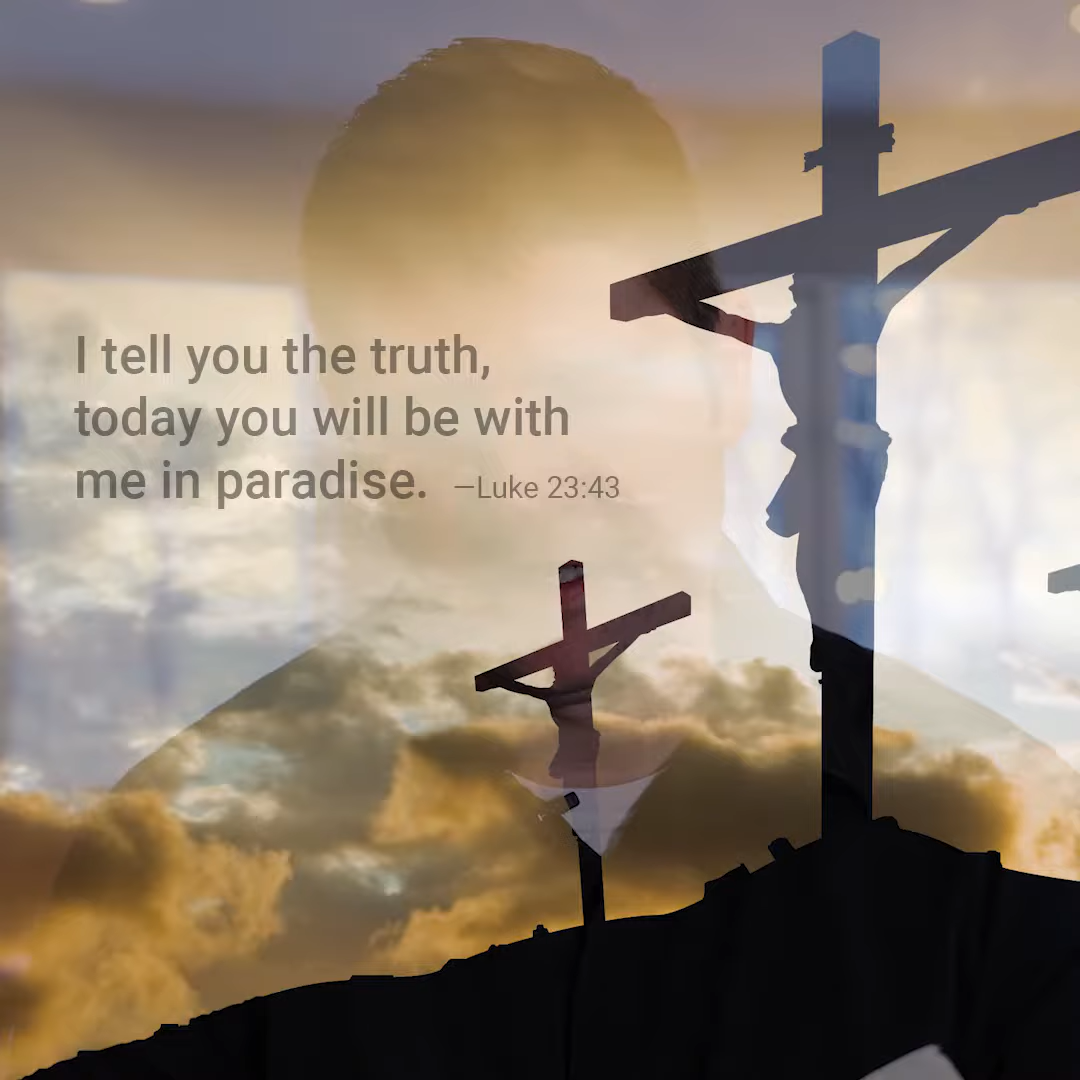 I tell you the truth,
today you will be with
me in paradise. —Luke 23:43